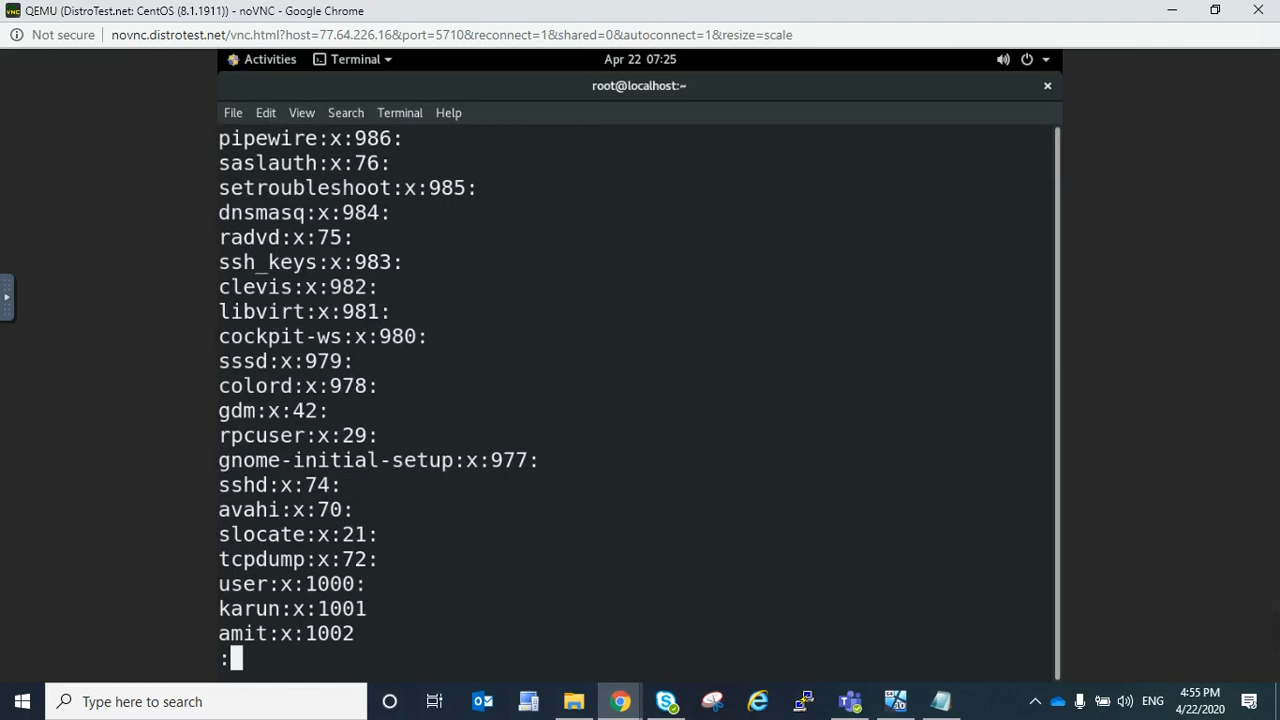 QEMU (DistroTest.net: CentOS (8.1.1911)) - noVNC - Google Chrome
Not secure novnc.distrotest.net/vnc.html?host=77.64.226.16&port=5710&reconnect=1&shared=0&autoconnect=1&resize=scale
Activities Terminal Apr 22 07:25
root@localhost:~
File Edit View Search Terminal Help
pipewire:x:986:
saslauth:x:76:
setroubleshoot:x:985:
dnsmasq:x:984:
radvd:x:75:
ssh_keys:x:983:
clevis:x:982:
libvirt:x:981:
cockpit-ws:x:980:
sssd:x:979:
colord:x:978:
gdm:x:42:
rpcuser:x:29:
gnome-initial-setup:x:977:
sshd:x:74:
avahi:x:70:
slocate:x:21:
tcpdump:x:72:
user:x:1000:
karun:x:1001
amit:x:1002
:
Type here to search
ENG
4:55 PM
4/22/2020